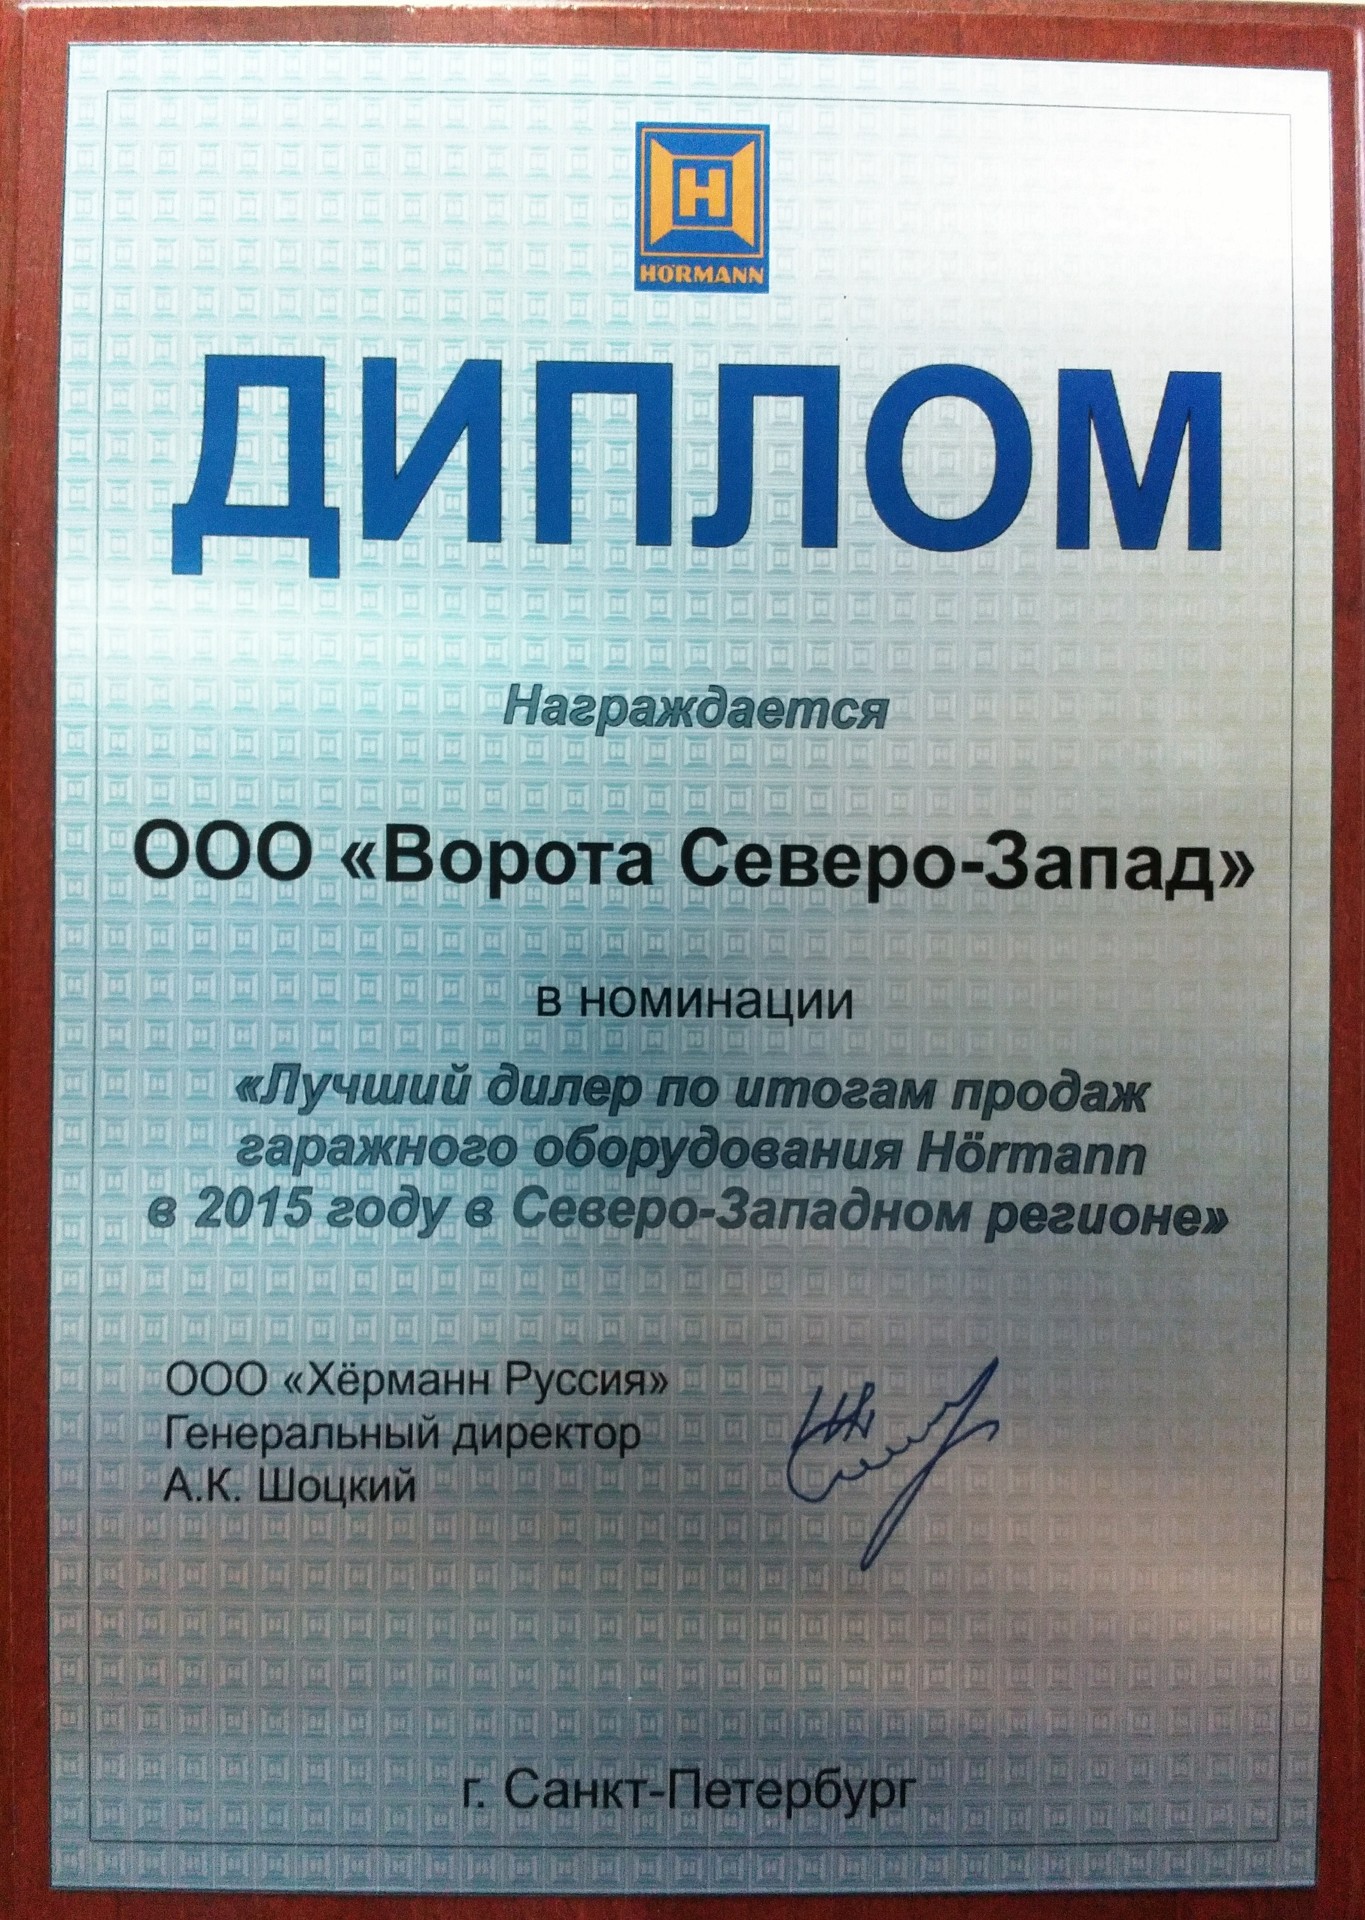 H
HÖRMANN
ДИПЛОМ
Награждается
ООО «Ворота Северо-Запад»
в номинации
«Лучший дилер по итогам продаж
гаражного оборудования Hörmann
в 2015 году в Северо-Западном регионе»
ООО «Хёрманн Руссия»
Генеральный директор
А.К. Шоцкий
г. Санкт-Петербург